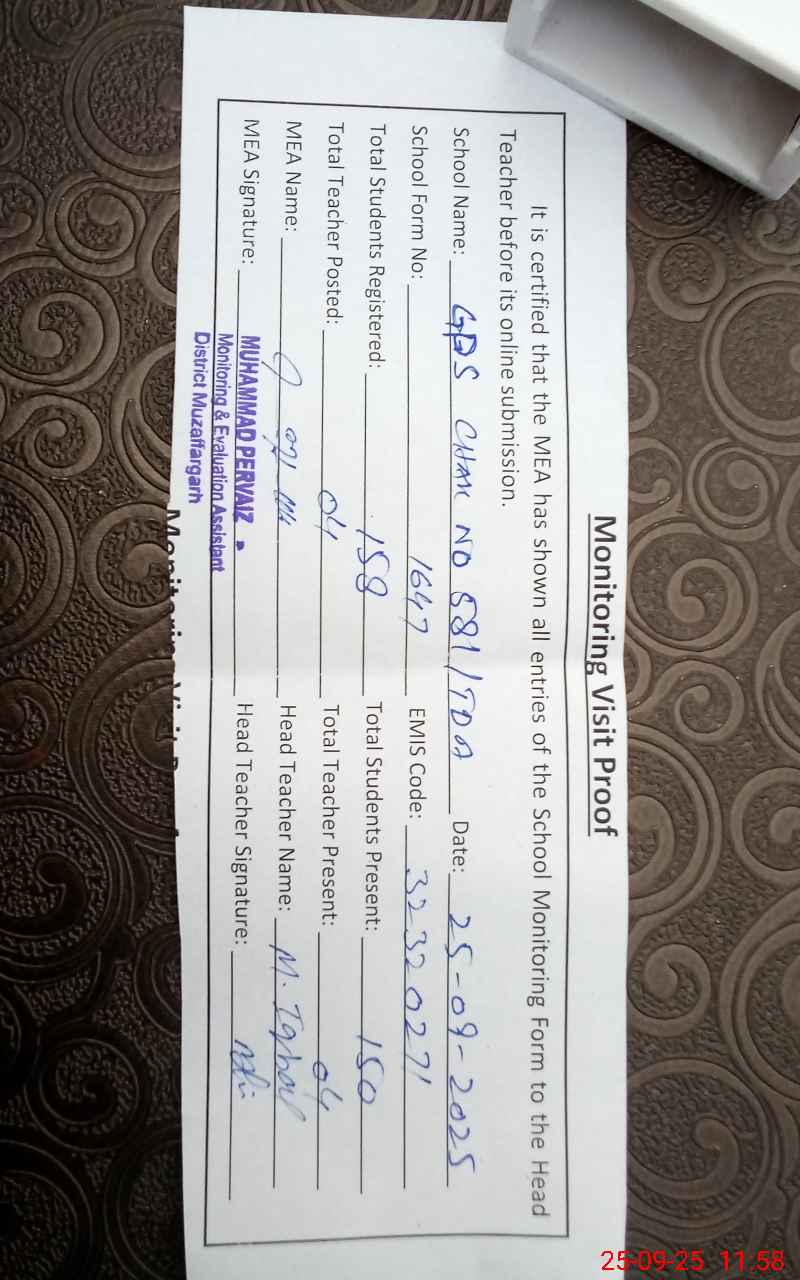 Monitoring Visit Proof
It is certified that the MEA has shown all entries of the School Monitoring Form to the Head
Teacher before its online submission.
School Name: GPS CHAK NO 581/TDA Date: 25-09-2025
School Form No: 1647 EMIS Code: 32320271
Total Students Registered: 158 Total Students Present: 150
Total Teacher Posted: 04 Total Teacher Present: 04
MEA Name: Head Teacher Name: M. Iqbal
MEA Signature: Head Teacher Signature:
MUHAMMAD PERVAIZ
Monitoring & Evaluation Assistant
District Muzaffargarh
25-09-25 11:58